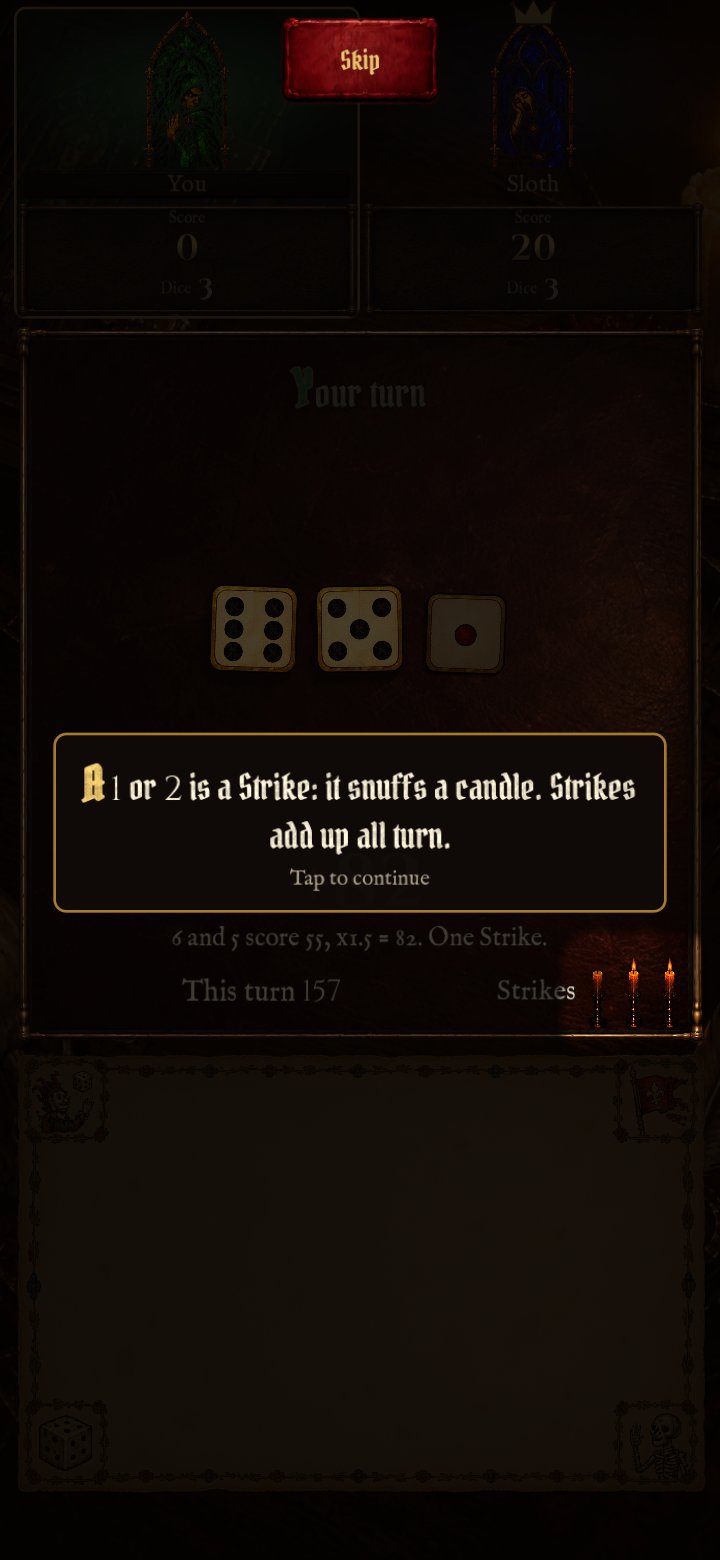 Skip
You
Sloth
Score
0
Dice 3
Score
20
Dice 3
Your turn
A 1 or 2 is a Strike: it snuffs a candle. Strikes
add up all turn.
Tap to continue
6 and 5 score 55, x1.5 = 82. One Strike.
This turn 157
Strikes